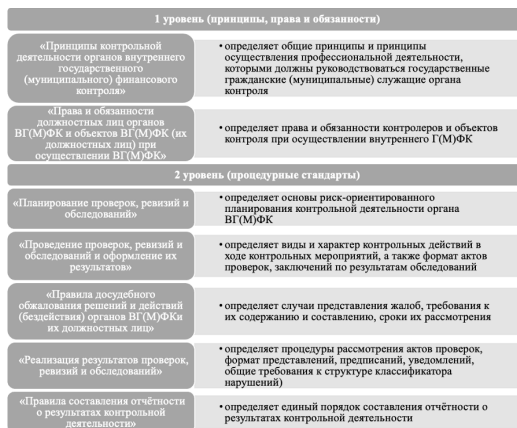 1 уровень (принципы, права и обязанности)
«Принципы контрольной
деятельности органов внутреннего
государственного
(муниципального) финансового
контроля»
• определяет общие принципы и принципы
осуществления профессиональной деятельности,
которыми должны руководствоваться государственные
гражданские (муниципальные) служащие органа
контроля
«Права и обязанности
должностных лиц органов
ВГ(М)ФК и объектов ВГ(М)ФК (их
должностных лиц) при
осуществлении ВГ(М)ФК»
• определяет права и обязанности контролеров и объектов
контроля при осуществлении внутреннего Г(М)ФК
2 уровень (процедурные стандарты)
«Планирование проверок, ревизий и
обследований»
• определяет основы риск-ориентированного
планирования контрольной деятельности органа
ВГ(М)ФК
«Проведение проверок, ревизий и
обследований и оформление их
результатов»
• определяет виды и характер контрольных действий в
ходе контрольных мероприятий, а также формат актов
проверок, заключений по результатам обследований
«Правила досудебного
обжалования решений и действий
(бездействия) органов ВГ(М)ФКи
их должностных лиц»
• определяет случаи представления жалоб, требования к
их содержанию и составлению, сроки их рассмотрения
«Реализация результатов проверок,
ревизий и обследований»
• определяет процедуры рассмотрения актов проверок,
формат представлений, предписаний, уведомлений,
общие требования к структуре классификатора
нарушений)
«Правила составления отчётности
о результатах контрольной
деятельности»
• определяет единый порядок составления отчётности о
результатах контрольной деятельности